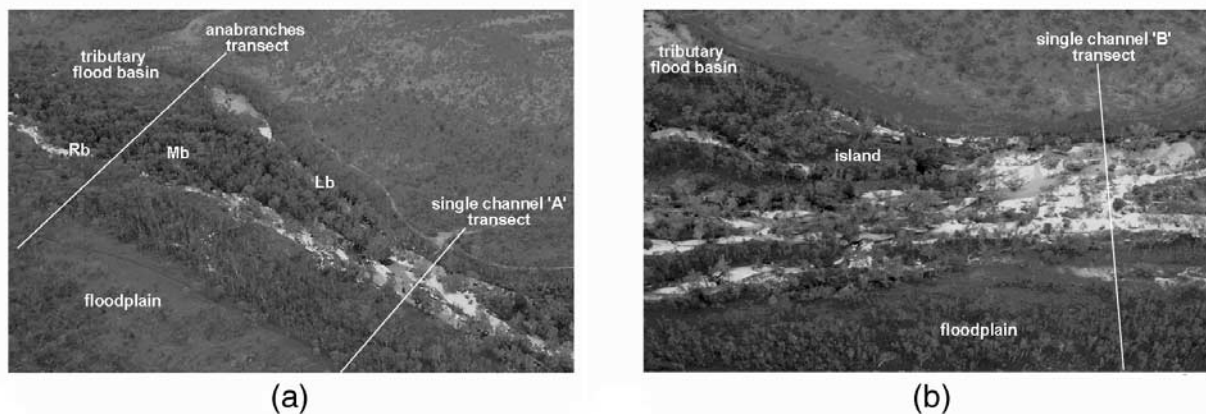 anabranches
transect
tributary
flood basin
Rb
Mb
Lb
single channel 'A'
transect
floodplain
(a)
tributary
flood basin
single channel 'B'
transect
island
floodplain
(b)